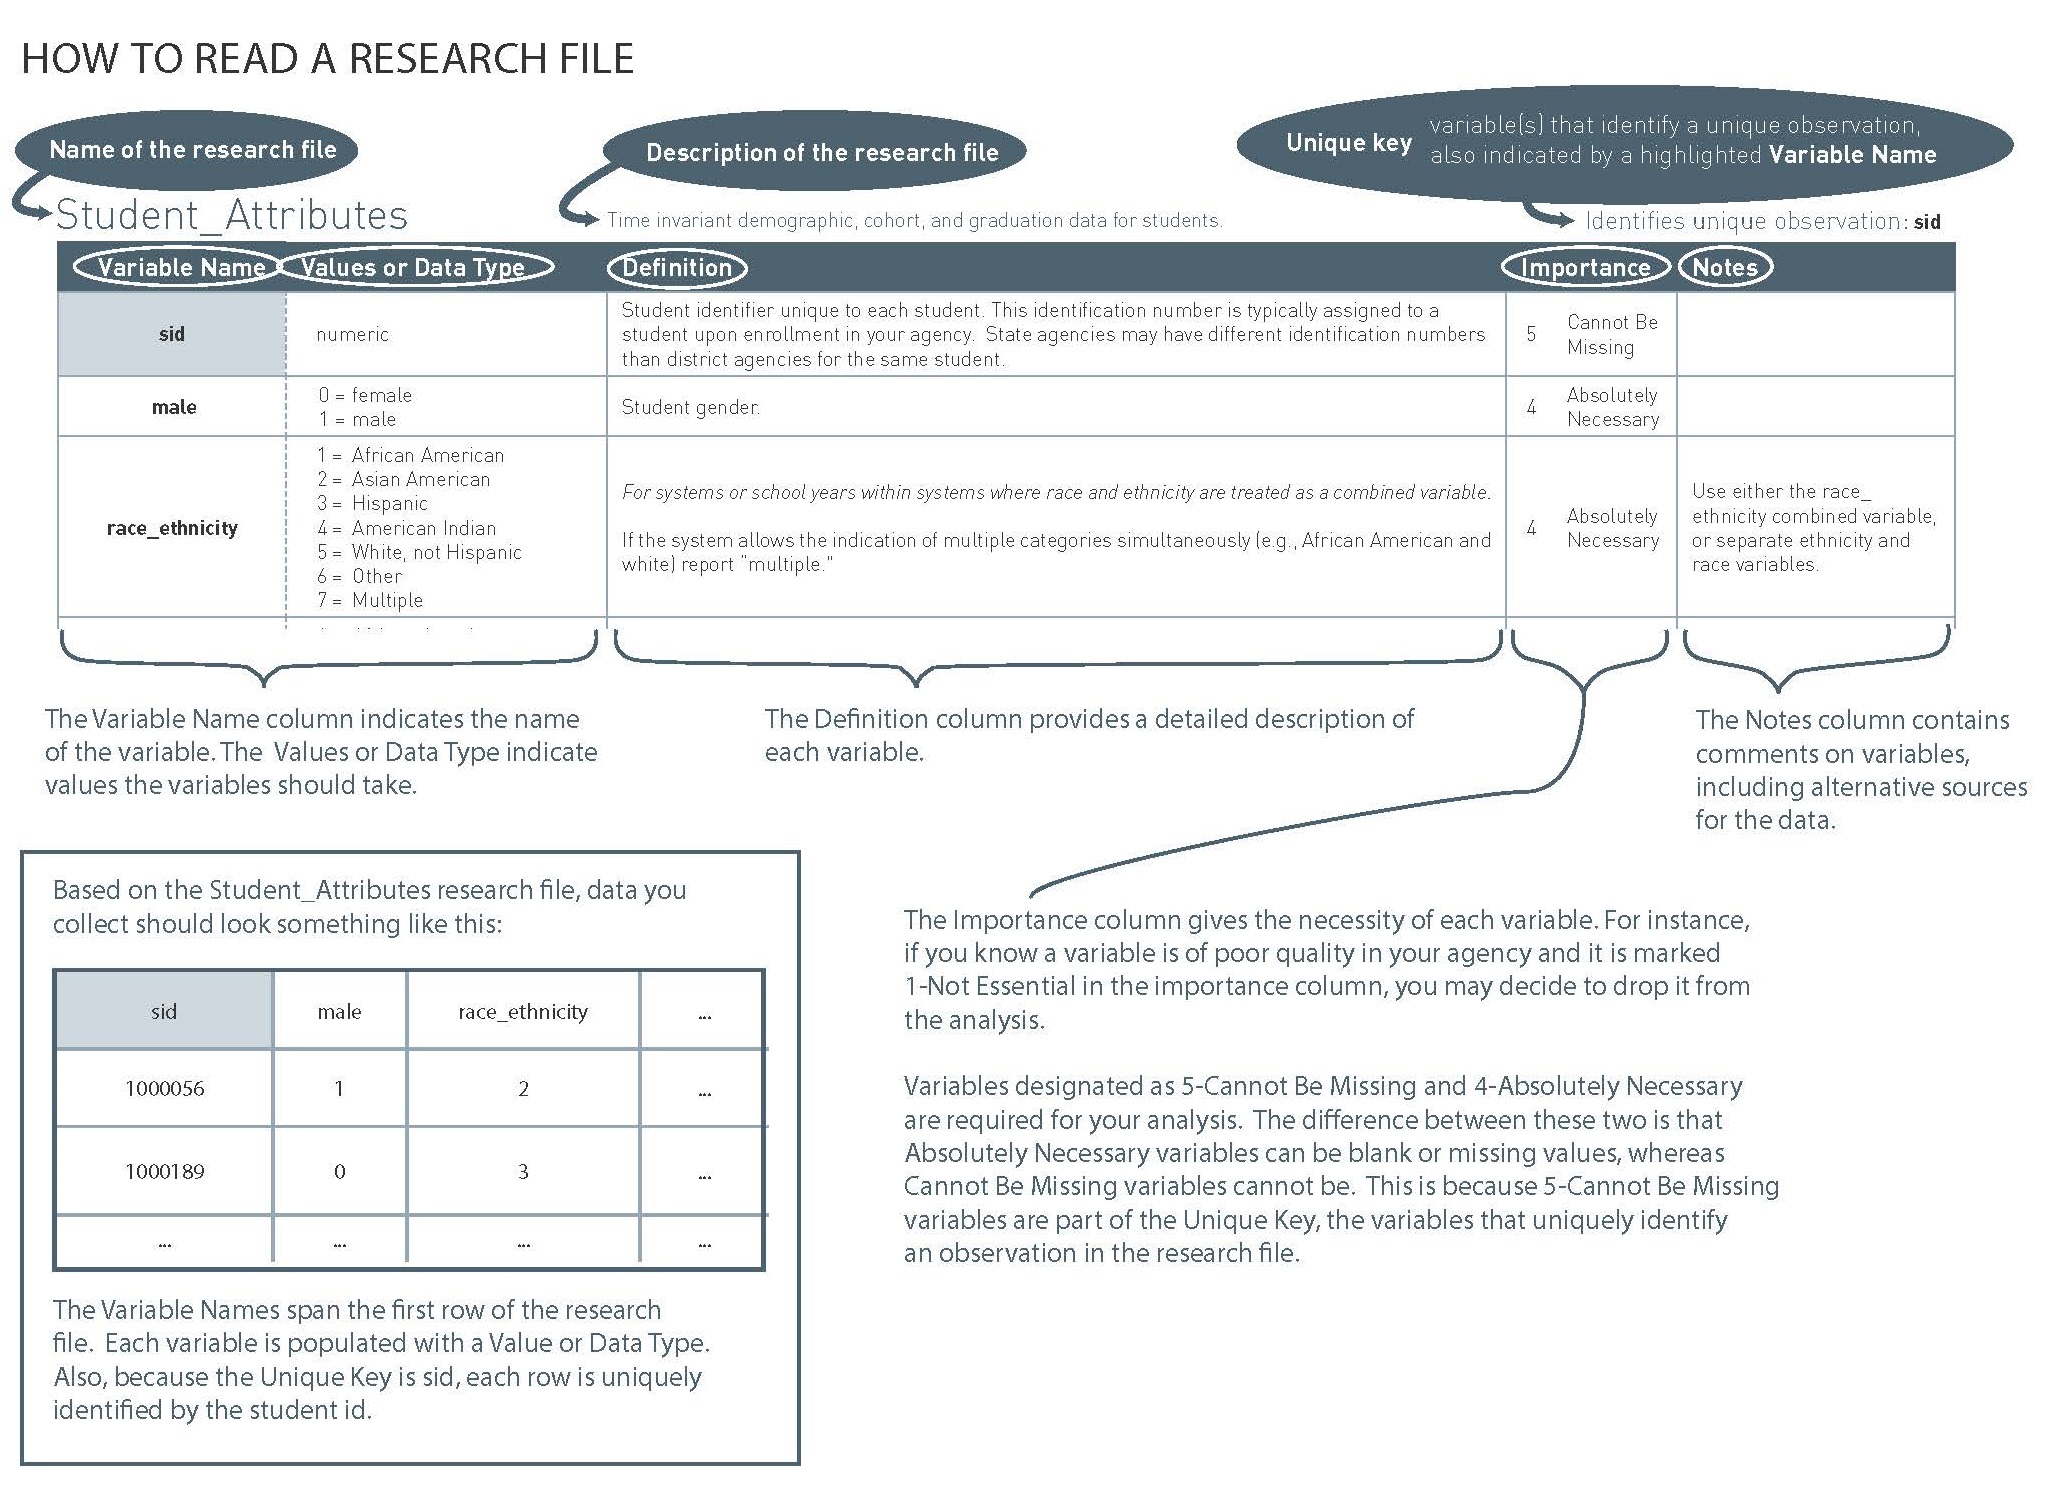 HOW TO READ A RESEARCH FILE
Name of the research file
Description of the research file
Unique key
variable(s) that identify a unique observation,
also indicated by a highlighted Variable Name
Student_Attributes
Time invariant demographic, cohort, and graduation data for students.
Identifies unique observation: sid
Variable Name
Values or Data Type
Definition
Importance
Notes
sid
numeric
Student identifier unique to each student. This identification number is typically assigned to a
student upon enrollment in your agency. State agencies may have different identification numbers
than district agencies for the same student.
5
Cannot Be
Missing
male
0 = female
1 = male
Student gender.
4
Absolutely
Necessary
race_ethnicity
1 = African American
2 = Asian American
3 = Hispanic
4 = American Indian
5 = White, not Hispanic
6 = Other
7 = Multiple
For systems or school years within systems where race and ethnicity are treated as a combined variable.
If the system allows the indication of multiple categories simultaneously (e.g., African American and
white) report "multiple."
4
Absolutely
Necessary
Use either the race_
ethnicity combined variable,
or separate ethnicity and
race variables.
The Variable Name column indicates the name
of the variable. The Values or Data Type indicate
values the variables should take.
The Definition column provides a detailed description of
each variable.
The Notes column contains
comments on variables,
including alternative sources
for the data.
The Importance column gives the necessity of each variable. For instance,
if you know a variable is of poor quality in your agency and it is marked
1-Not Essential in the importance column, you may decide to drop it from
the analysis.
Variables designated as 5-Cannot Be Missing and 4-Absolutely Necessary
are required for your analysis. The difference between these two is that
Absolutely Necessary variables can be blank or missing values, whereas
Cannot Be Missing variables cannot be. This is because 5-Cannot Be Missing
variables are part of the Unique Key, the variables that uniquely identify
an observation in the research file.
Based on the Student_Attributes research file, data you
collect should look something like this:
sid male race_ethnicity ...
1000056 1 2 ...
1000189 0 3 ...
... ... ... ...
The Variable Names span the first row of the research
file. Each variable is populated with a Value or Data Type.
Also, because the Unique Key is sid, each row is uniquely
identified by the student id.